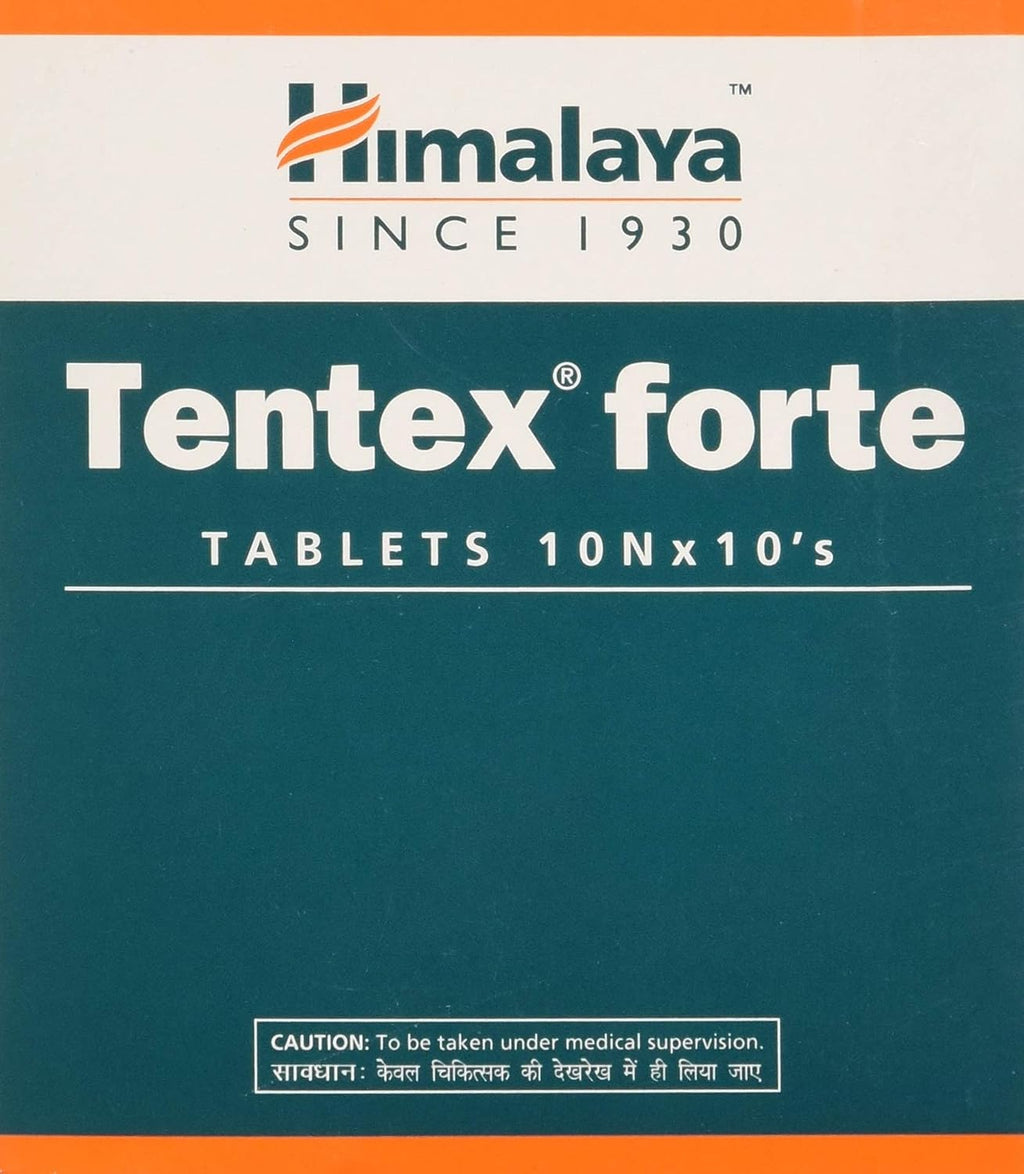 Himalaya™
SINCE 1930
Tentex® forte
TABLETS 10Nx10's
CAUTION: To be taken under medical supervision.
सावधान: केवल चिकित्सक की देखरेख में ही लिया जाए